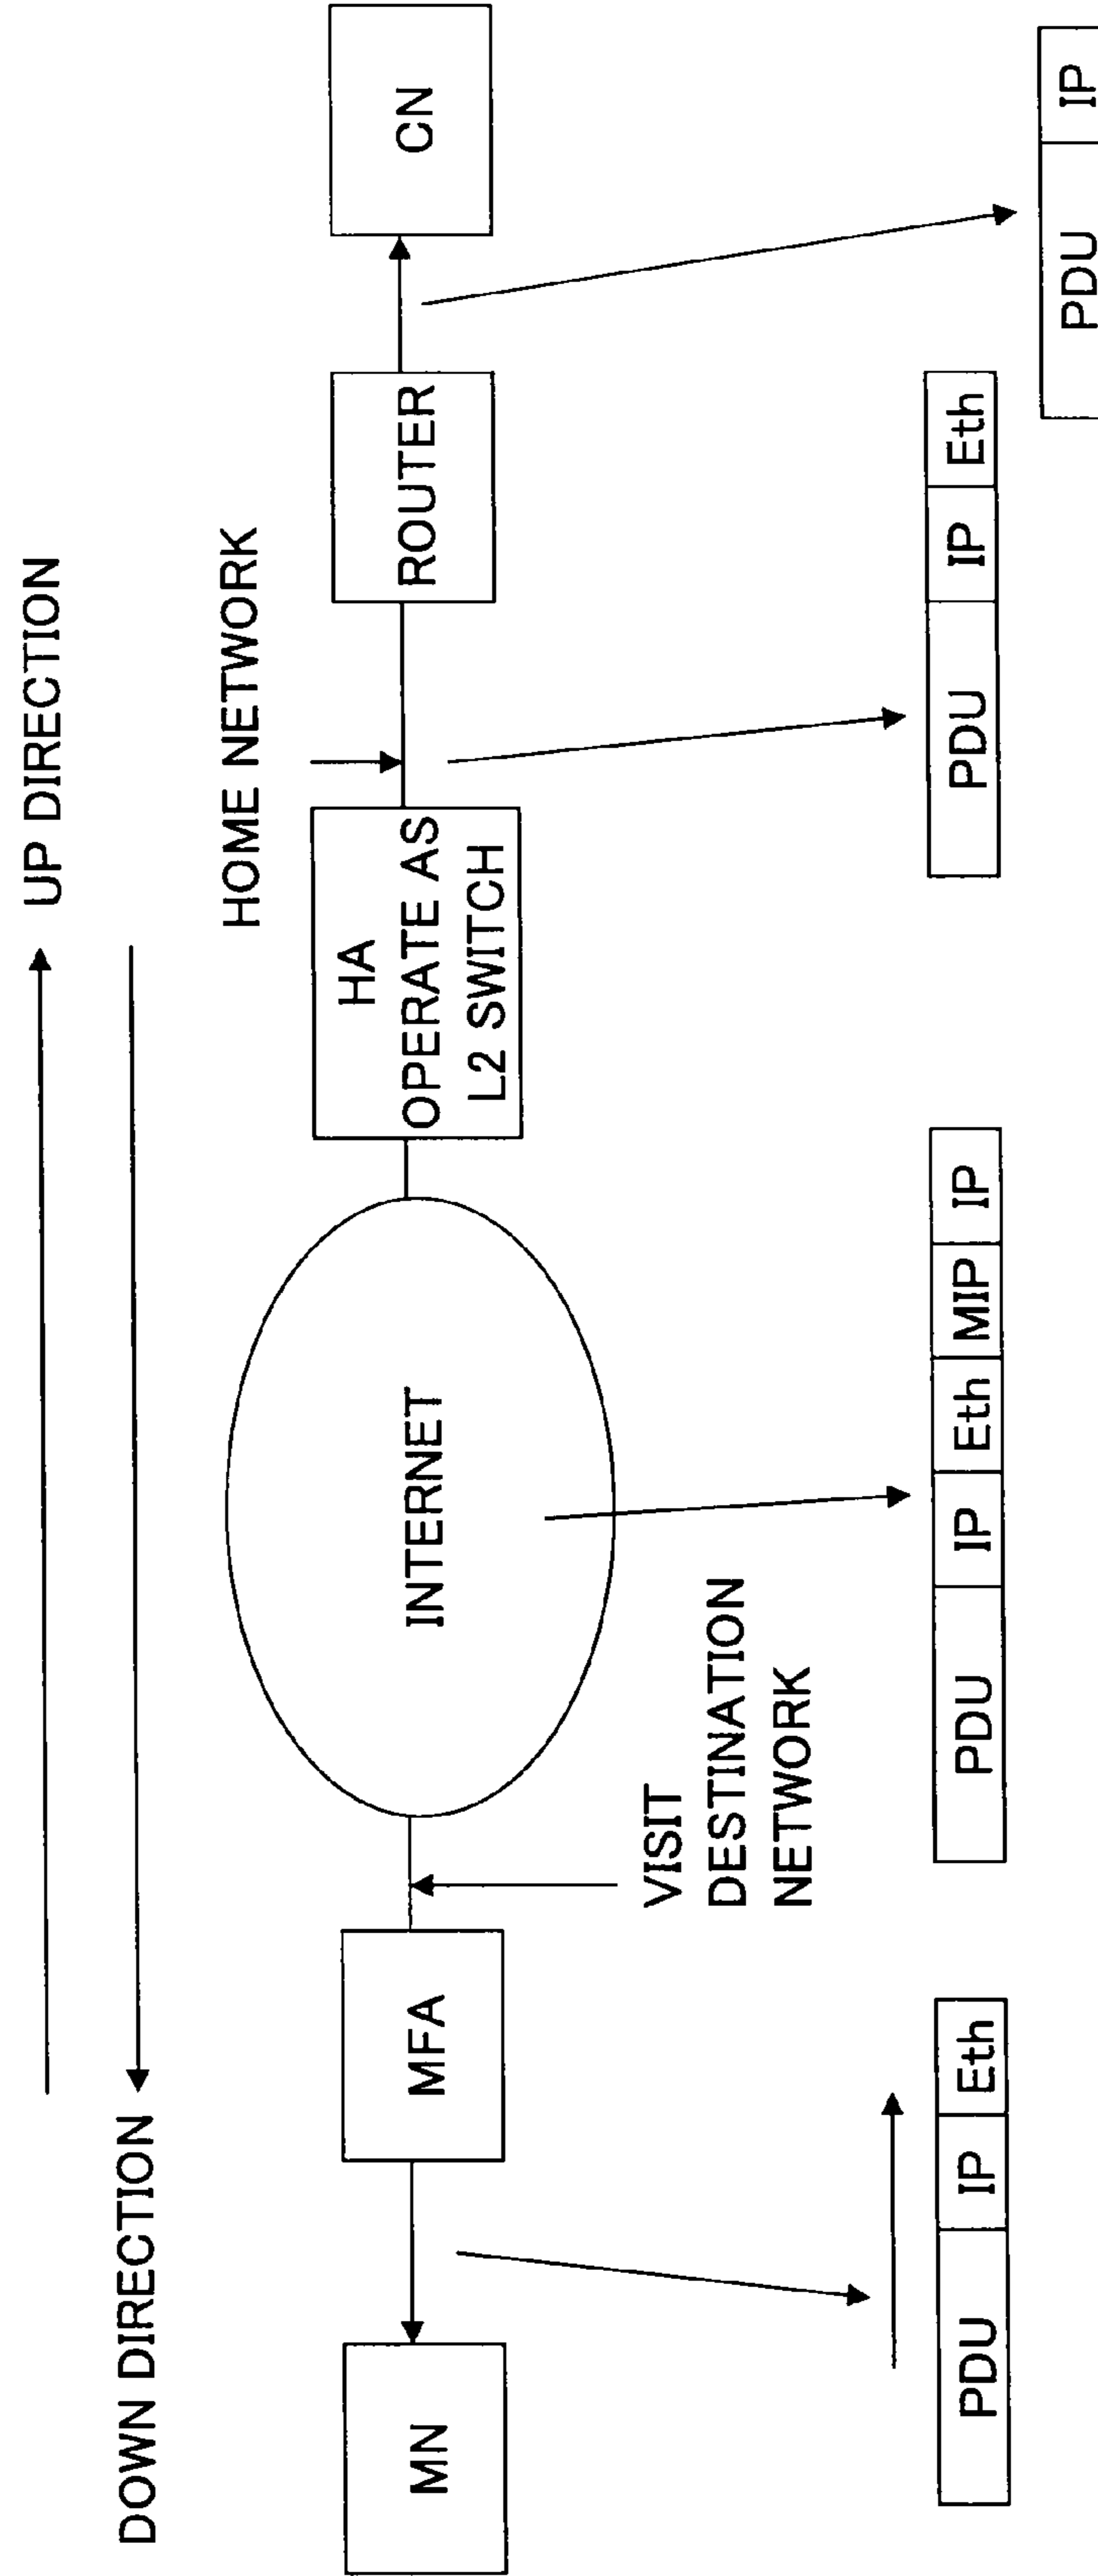 UP DIRECTION
DOWN DIRECTION
HOME NETWORK
MN
MFA
INTERNET
HA
OPERATE AS
L2 SWITCH
ROUTER
CN
VISIT
DESTINATION
NETWORK
PDU IP Eth
PDU IP Eth MIP IP
PDU IP Eth
PDU IP